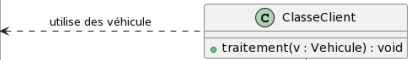 utilise des véhicule
C ClasseClient
traitement(v : Vehicule) : void